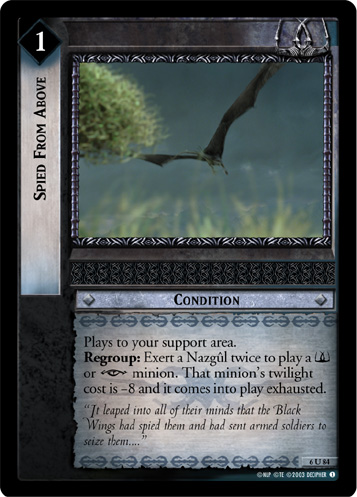 1
SPIED FROM ABOVE
CONDITION
Plays to your support area.
Regroup: Exert a Nazgûl twice to play a
or minion. That minion's twilight
cost is -8 and it comes into play exhausted.
"It leaped into all of their minds that the Black
Wings had spied them and had sent armed soldiers to
seize them...."
6 U 84
©NLP ©TE ©2003 DECIPHER